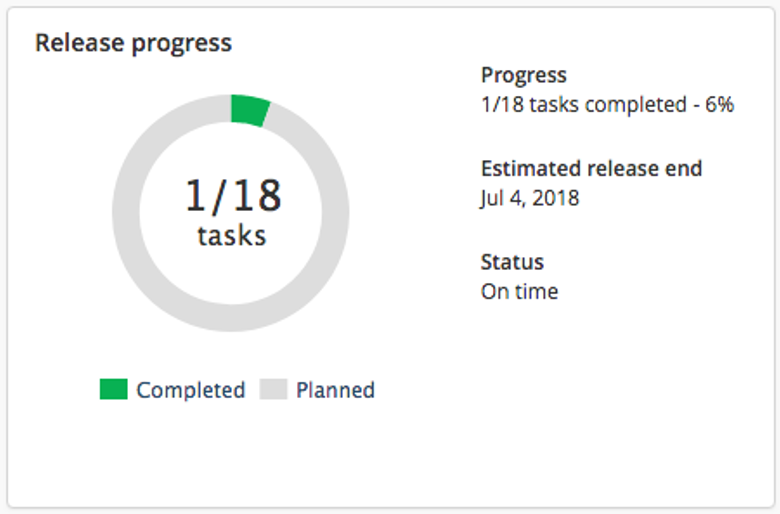 Release progress
1/18
tasks
Completed
Planned
Progress
1/18 tasks completed - 6%
Estimated release end
Jul 4, 2018
Status
On time